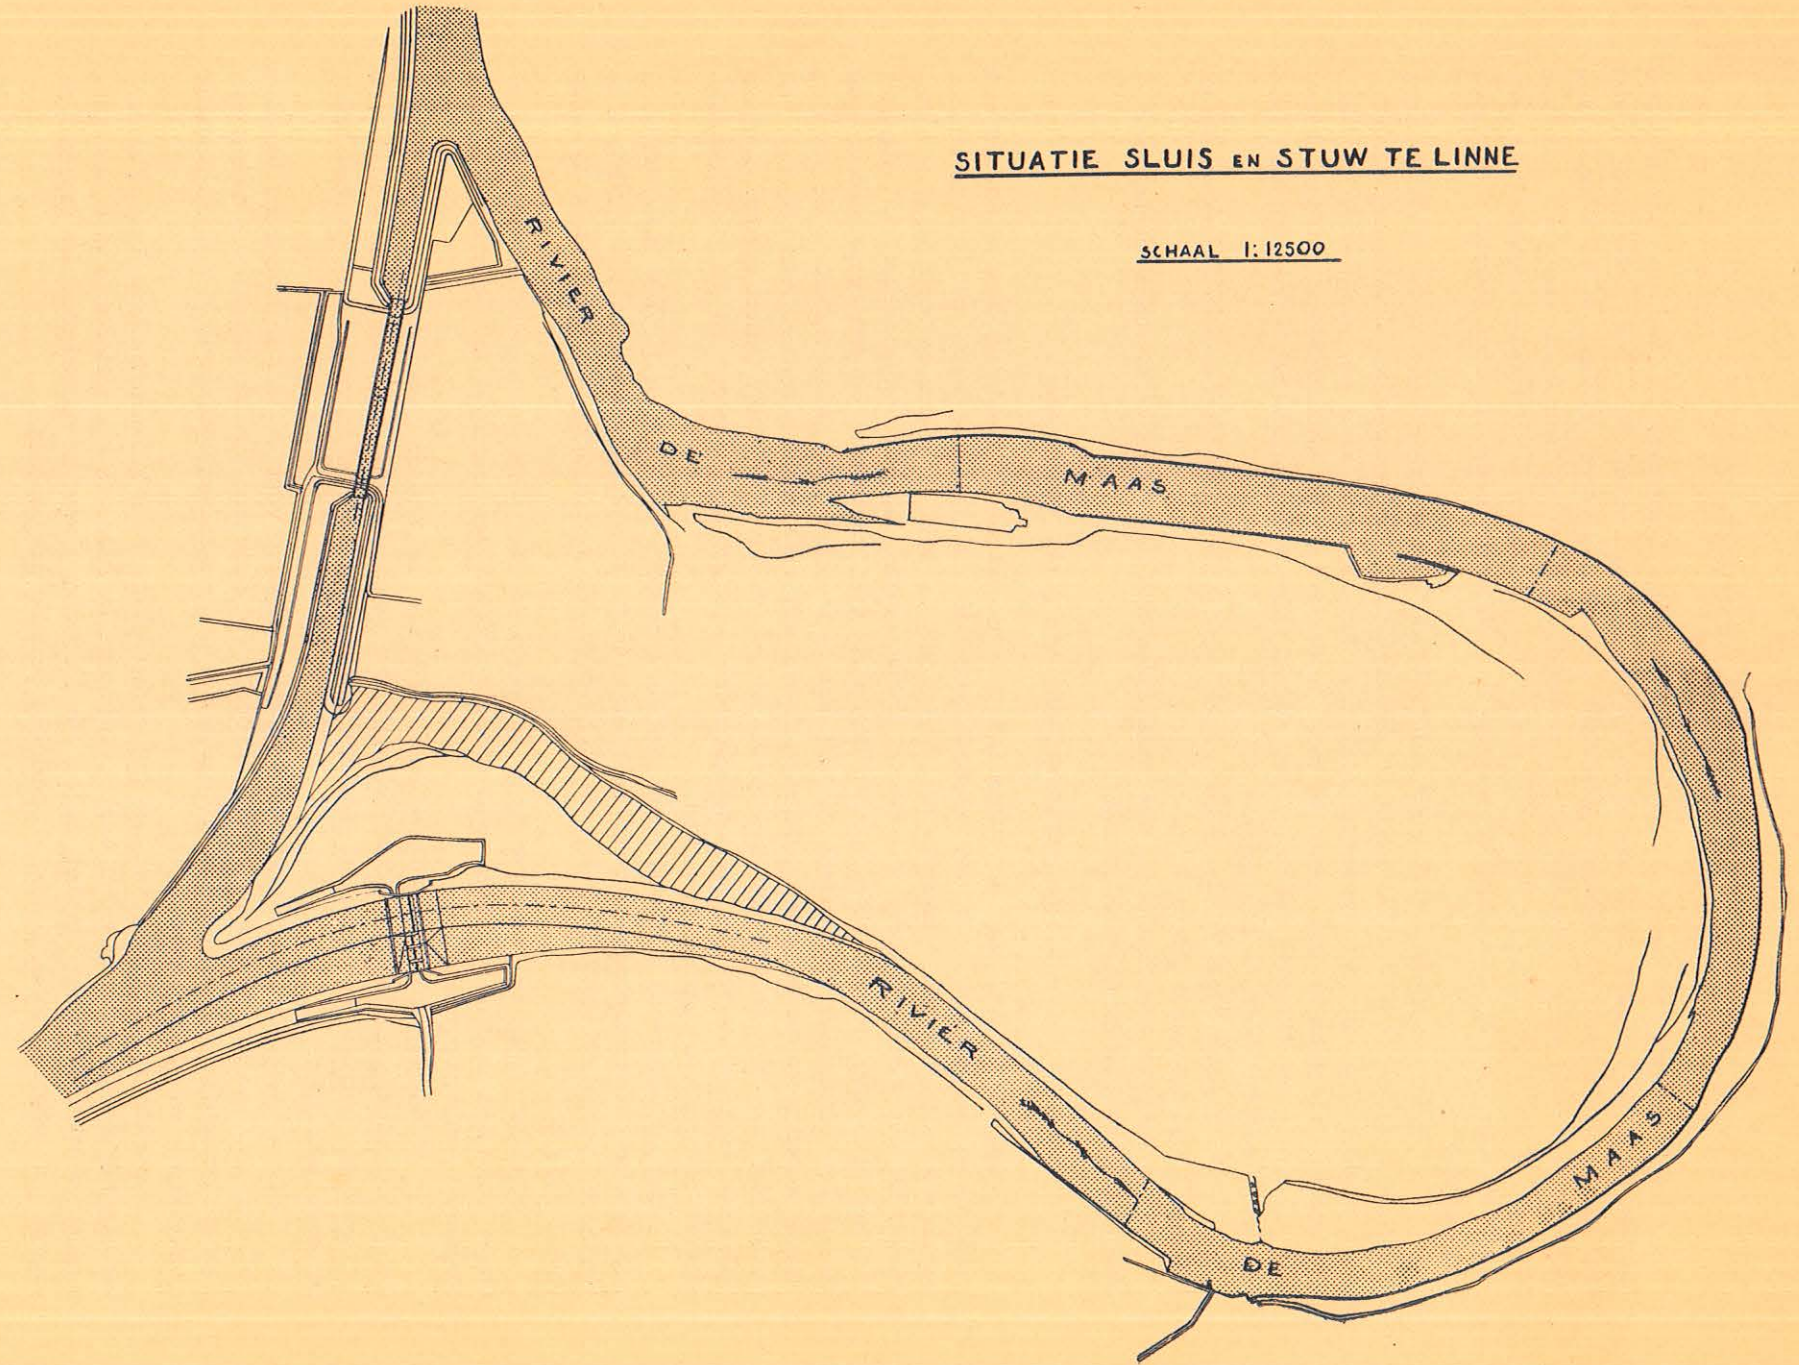 SITUATIE SLUIS EN STUW TE LINNE
SCHAAL 1:12500
RIVIER
DE
MAAS
RIVIER
DE
MAAS